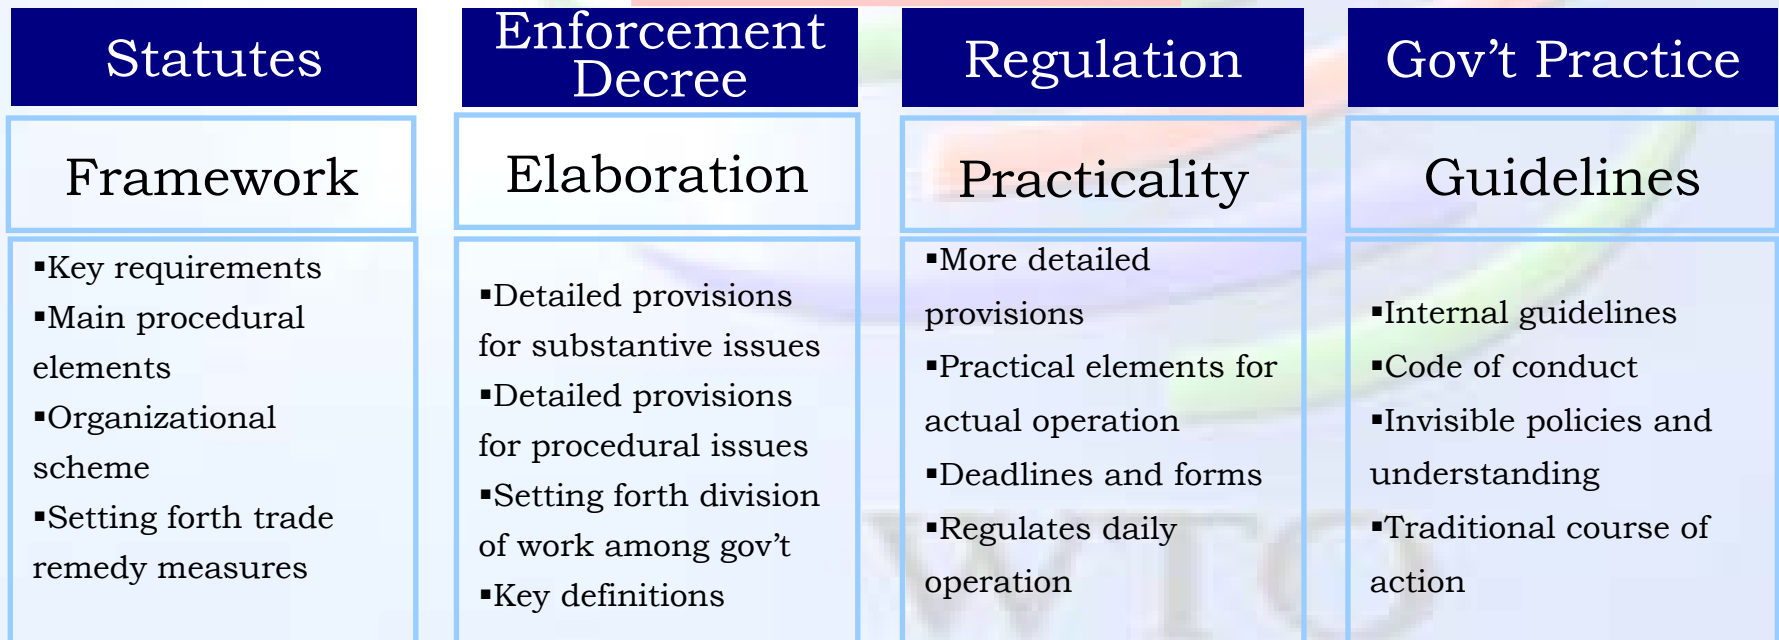 Statutes
Framework
▪Key requirements
▪Main procedural
elements
▪Organizational
scheme
▪Setting forth trade
remedy measures
Enforcement
Decree
Elaboration
▪Detailed provisions
for substantive issues
▪Detailed provisions
for procedural issues
▪Setting forth division
of work among gov’t
▪Key definitions
Regulation
Practicality
▪More detailed
provisions
▪Practical elements for
actual operation
▪Deadlines and forms
▪Regulates daily
operation
Gov’t Practice
Guidelines
▪Internal guidelines
▪Code of conduct
▪Invisible policies and
understanding
▪Traditional course of
action
WTO